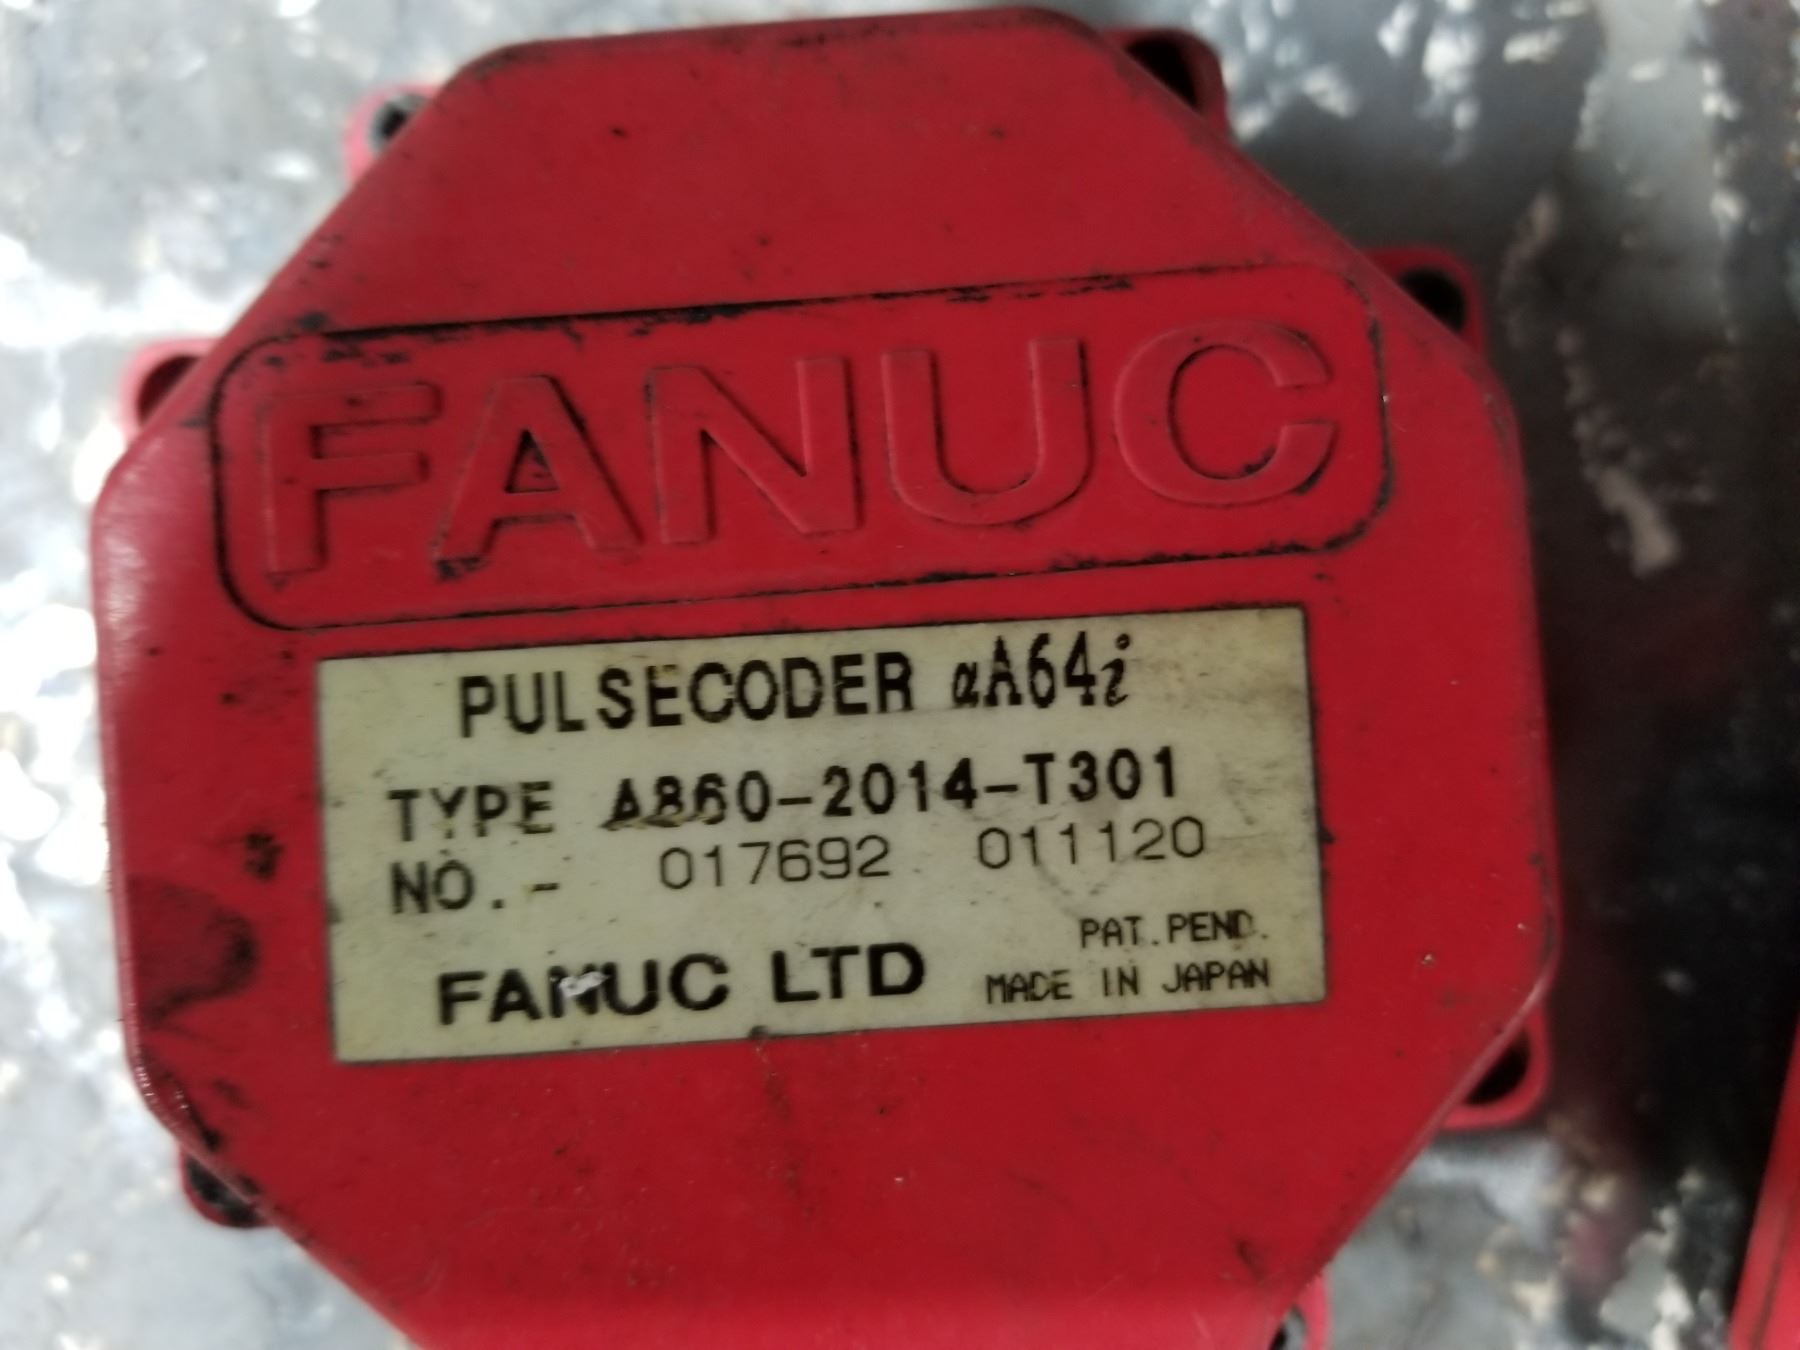 FANUC
PULSECODER αA64i
TYPE A860-2014-T301
NO. - 017692 011120
PAT. PEND.
FANUC LTD MADE IN JAPAN